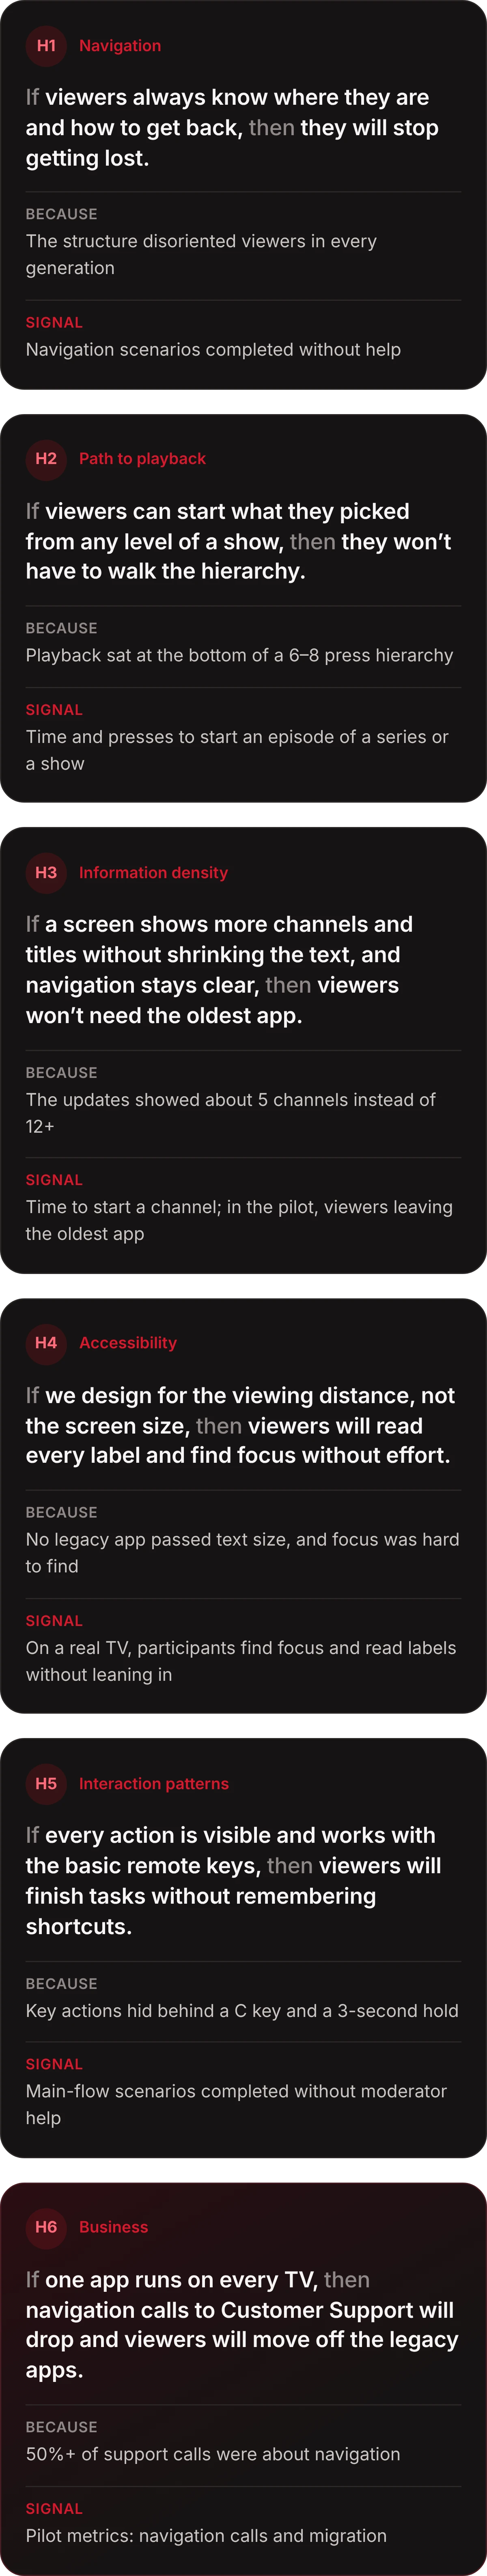 H1 Navigation
If viewers always know where they are
and how to get back, then they will stop
getting lost.
BECAUSE
The structure disoriented viewers in every
generation
SIGNAL
Navigation scenarios completed without help
H2 Path to playback
If viewers can start what they picked
from any level of a show, then they won’t
have to walk the hierarchy.
BECAUSE
Playback sat at the bottom of a 6–8 press hierarchy
SIGNAL
Time and presses to start an episode of a series or
a show
H3 Information density
If a screen shows more channels and
titles without shrinking the text, and
navigation stays clear, then viewers
won’t need the oldest app.
BECAUSE
The updates showed about 5 channels instead of
12+
SIGNAL
Time to start a channel; in the pilot, viewers leaving
the oldest app
H4 Accessibility
If we design for the viewing distance, not
the screen size, then viewers will read
every label and find focus without effort.
BECAUSE
No legacy app passed text size, and focus was hard
to find
SIGNAL
On a real TV, participants find focus and read labels
without leaning in
H5 Interaction patterns
If every action is visible and works with
the basic remote keys, then viewers will
finish tasks without remembering
shortcuts.
BECAUSE
Key actions hid behind a C key and a 3-second hold
SIGNAL
Main-flow scenarios completed without moderator
help
H6 Business
If one app runs on every TV, then
navigation calls to Customer Support will
drop and viewers will move off the legacy
apps.
BECAUSE
50%+ of support calls were about navigation
SIGNAL
Pilot metrics: navigation calls and migration